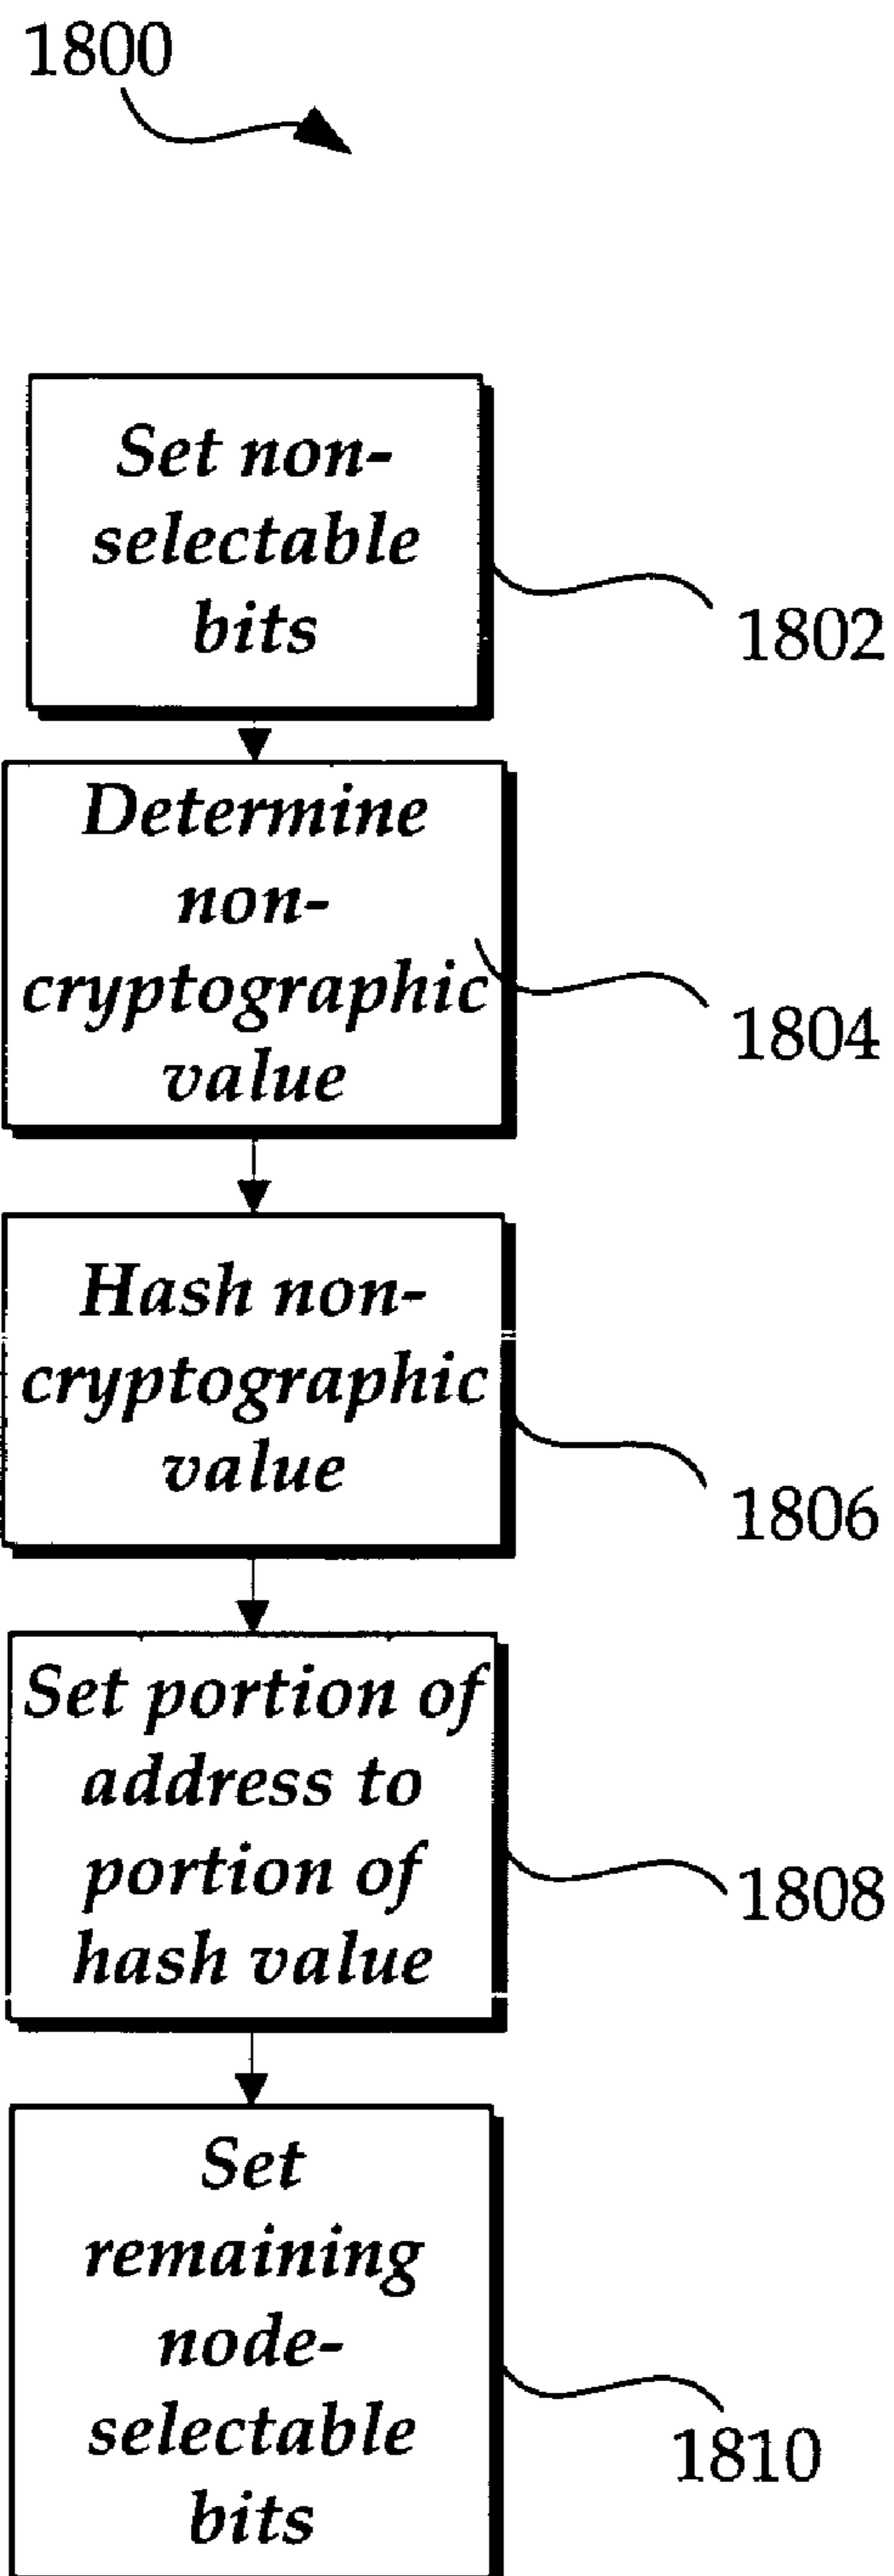 1800
Set non-
selectable
bits
1802
Determine
non-
cryptographic
value
1804
Hash non-
cryptographic
value
1806
Set portion of
address to
portion of
hash value
1808
Set
remaining
node-
selectable
bits
1810